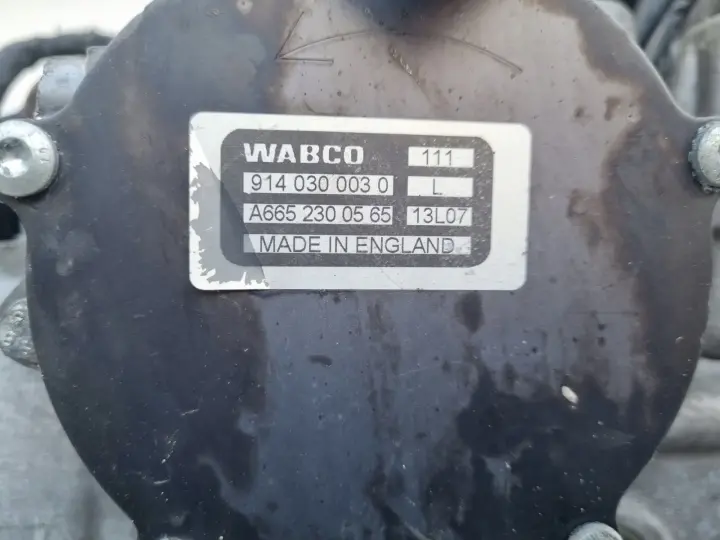 WABCO 111
914 030 003 0 L
A665 230 05 65 13L07
MADE IN ENGLAND